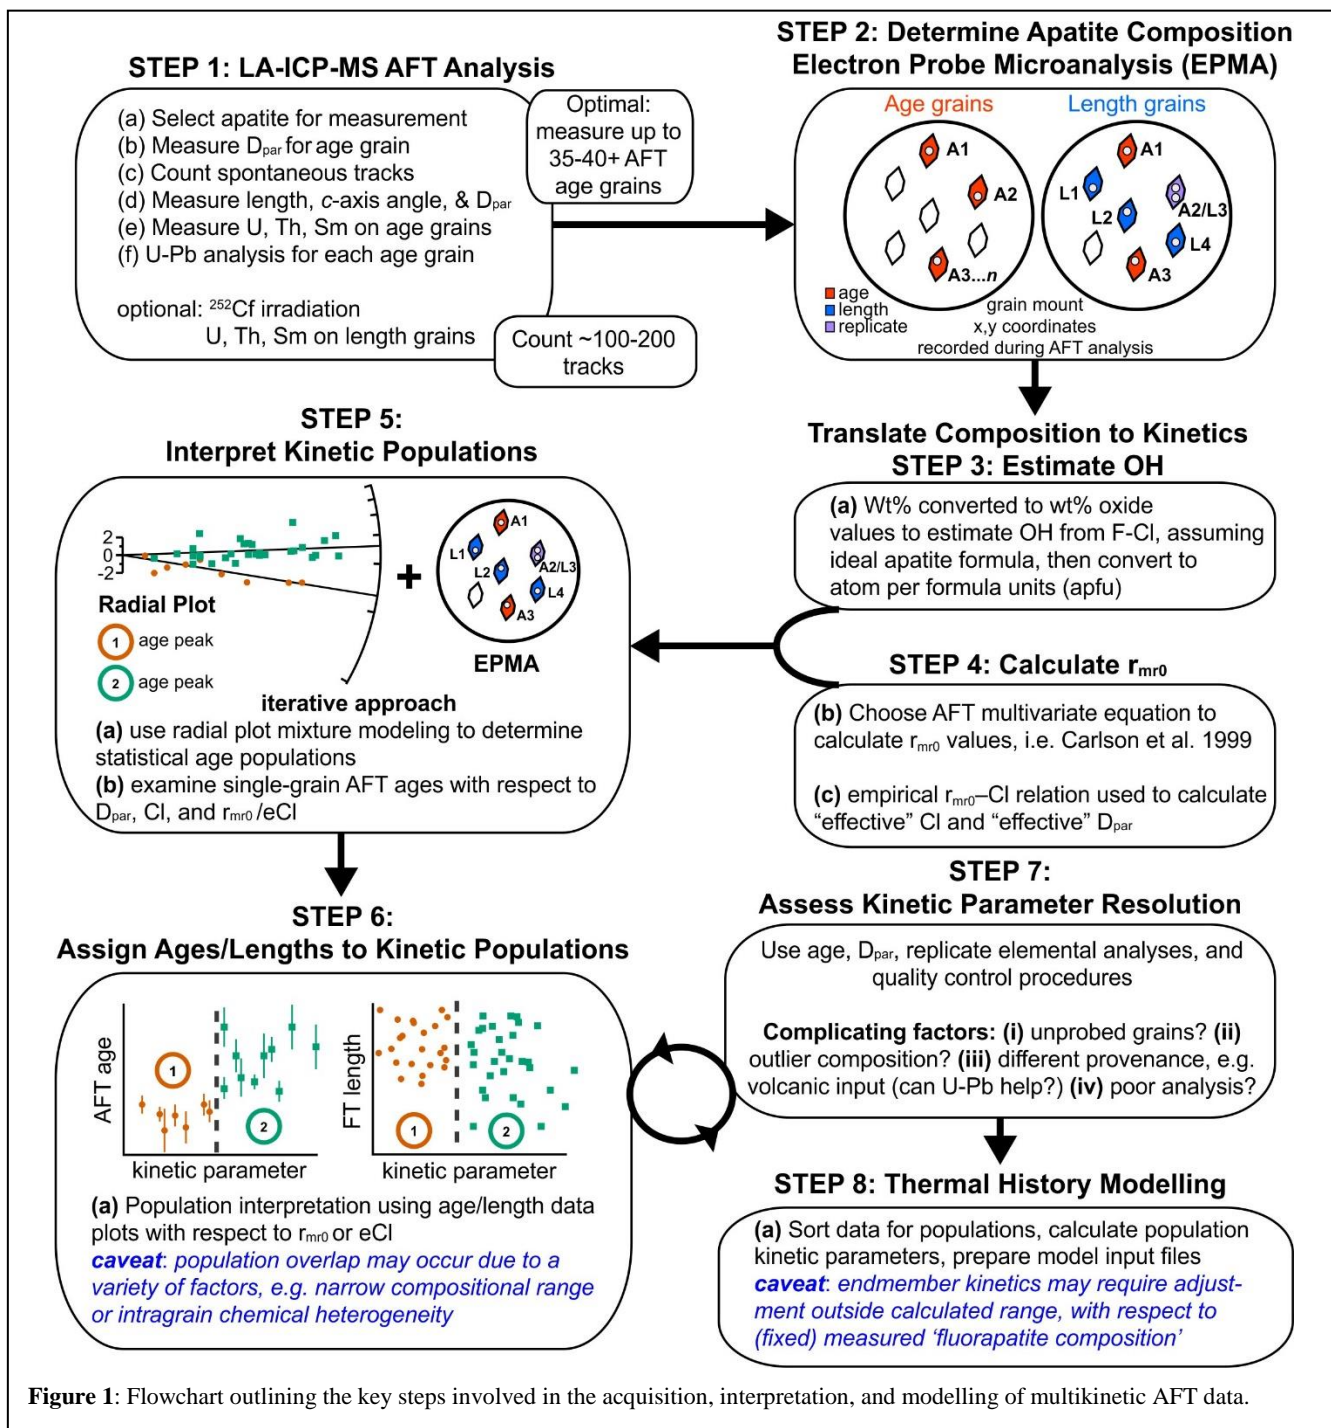 STEP 1: LA-ICP-MS AFT Analysis
(a) Select apatite for measurement
(b) Measure Dpar for age grain
(c) Count spontaneous tracks
(d) Measure length, c-axis angle, & Dpar
(e) Measure U, Th, Sm on age grains
(f) U-Pb analysis for each age grain
optional: 252Cf irradiation
U, Th, Sm on length grains
Optimal:
measure up to
35-40+ AFT
age grains
Count ~100-200
tracks
STEP 2: Determine Apatite Composition
Electron Probe Microanalysis (EPMA)
Age grains
Length grains
A1
A2
A3...n
A1
L1
A2/L3
L2
L4
A3
age
length
replicate
grain mount
x,y coordinates
recorded during AFT analysis
Translate Composition to Kinetics
STEP 3: Estimate OH
(a) Wt% converted to wt% oxide
values to estimate OH from F-Cl, assuming
ideal apatite formula, then convert to
atom per formula units (apfu)
STEP 4: Calculate rmr0
(b) Choose AFT multivariate equation to
calculate rmr0 values, i.e. Carlson et al. 1999
(c) empirical rmr0–Cl relation used to calculate
“effective” Cl and “effective” Dpar
STEP 5:
Interpret Kinetic Populations
2
0
-2
Radial Plot
1 age peak
2 age peak
+
A1
L1
A2/L3
L2
L4
A3
EPMA
iterative approach
(a) use radial plot mixture modeling to determine
statistical age populations
(b) examine single-grain AFT ages with respect to
Dpar, Cl, and rmr0 /eCl
STEP 6:
Assign Ages/Lengths to Kinetic Populations
AFT age
1
2
kinetic parameter
FT length
1
2
kinetic parameter
(a) Population interpretation using age/length data
plots with respect to rmr0 or eCl
caveat: population overlap may occur due to a
variety of factors, e.g. narrow compositional range
or intragrain chemical heterogeneity
STEP 7:
Assess Kinetic Parameter Resolution
Use age, Dpar, replicate elemental analyses, and
quality control procedures
Complicating factors: (i) unprobed grains? (ii)
outlier composition? (iii) different provenance, e.g.
volcanic input (can U-Pb help?) (iv) poor analysis?
STEP 8: Thermal History Modelling
(a) Sort data for populations, calculate population
kinetic parameters, prepare model input files
caveat: endmember kinetics may require adjust-
ment outside calculated range, with respect to
(fixed) measured ‘fluorapatite composition’
Figure 1: Flowchart outlining the key steps involved in the acquisition, interpretation, and modelling of multikinetic AFT data.